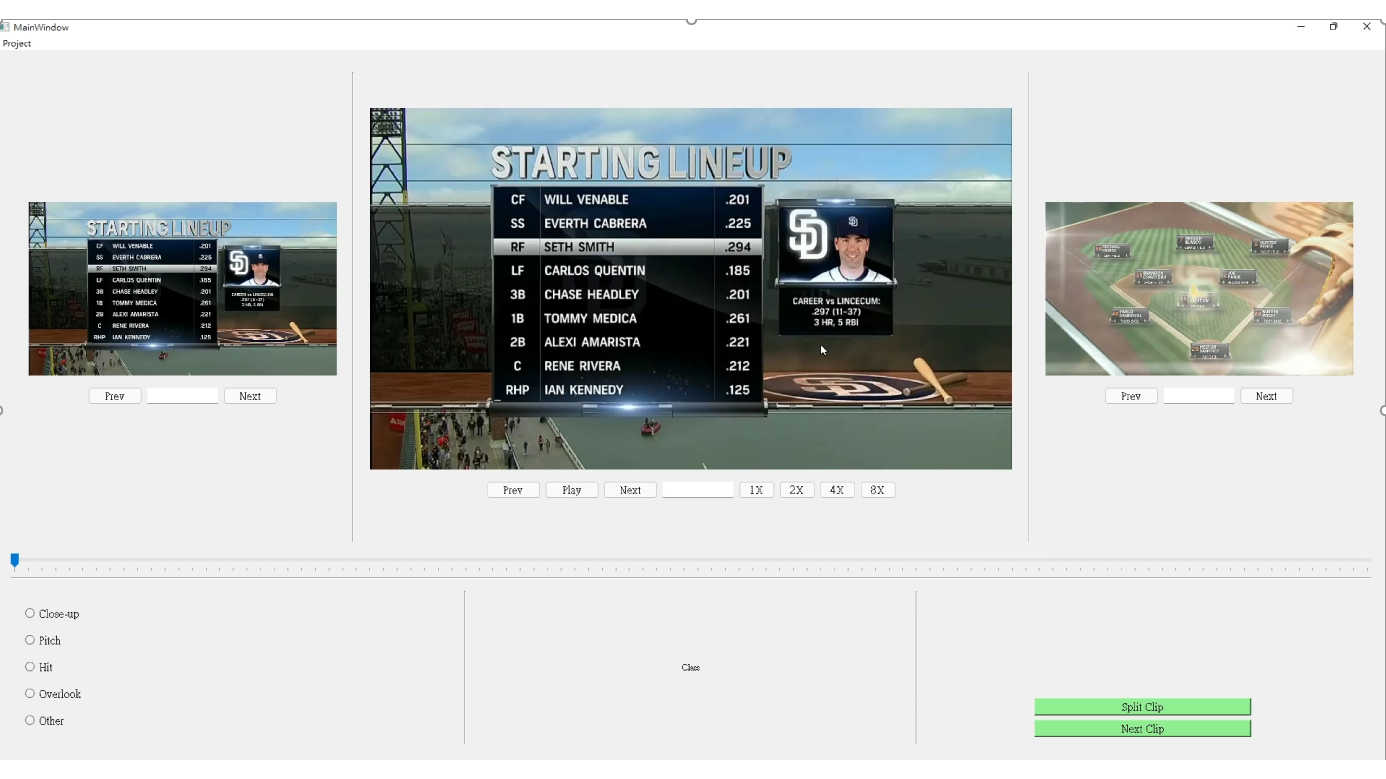 MainWindow
Project
STARTING LINEUP
CF WILL VENABLE .201
SS EVERTH CABRERA .225
RF SETH SMITH .294
LF CARLOS QUENTIN .185
3B CHASE HEADLEY .201
1B TOMMY MEDICA .261
2B ALEXI AMARISTA .221
C RENE RIVERA .212
RHP IAN KENNEDY .125
CAREER vs LINCECUM:
.297 (11-37)
3 HR, 5 RBI
Prev Next
STARTING LINEUP
CF WILL VENABLE .201
SS EVERTH CABRERA .225
RF SETH SMITH .294
LF CARLOS QUENTIN .185
3B CHASE HEADLEY .201
1B TOMMY MEDICA .261
2B ALEXI AMARISTA .221
C RENE RIVERA .212
RHP IAN KENNEDY .125
SD
CAREER vs LINCECUM:
.297 (11-37)
3 HR, 5 RBI
Prev Play Next 1X 2X 4X 8X
BRANDON
CRAWFORD
Prev Next
Close-up
Pitch
Hit
Overlook
Other
Class
Split Clip
Next Clip